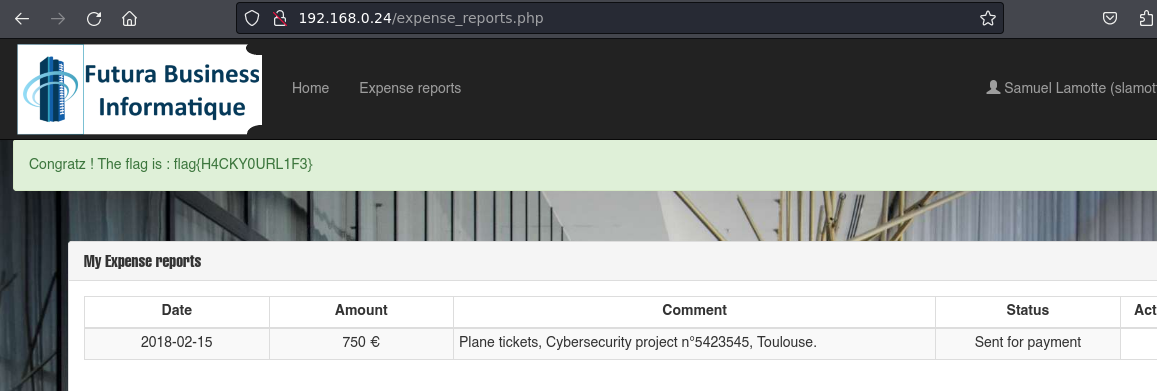 192.168.0.24/expense_reports.php
Futura Business
Informatique
Home Expense reports Samuel Lamotte (slamott
Congratz ! The flag is : flag{H4CKY0URL1F3}
My Expense reports
Date Amount Comment Status Act
2018-02-15 750 € Plane tickets, Cybersecurity project n°5423545, Toulouse. Sent for payment